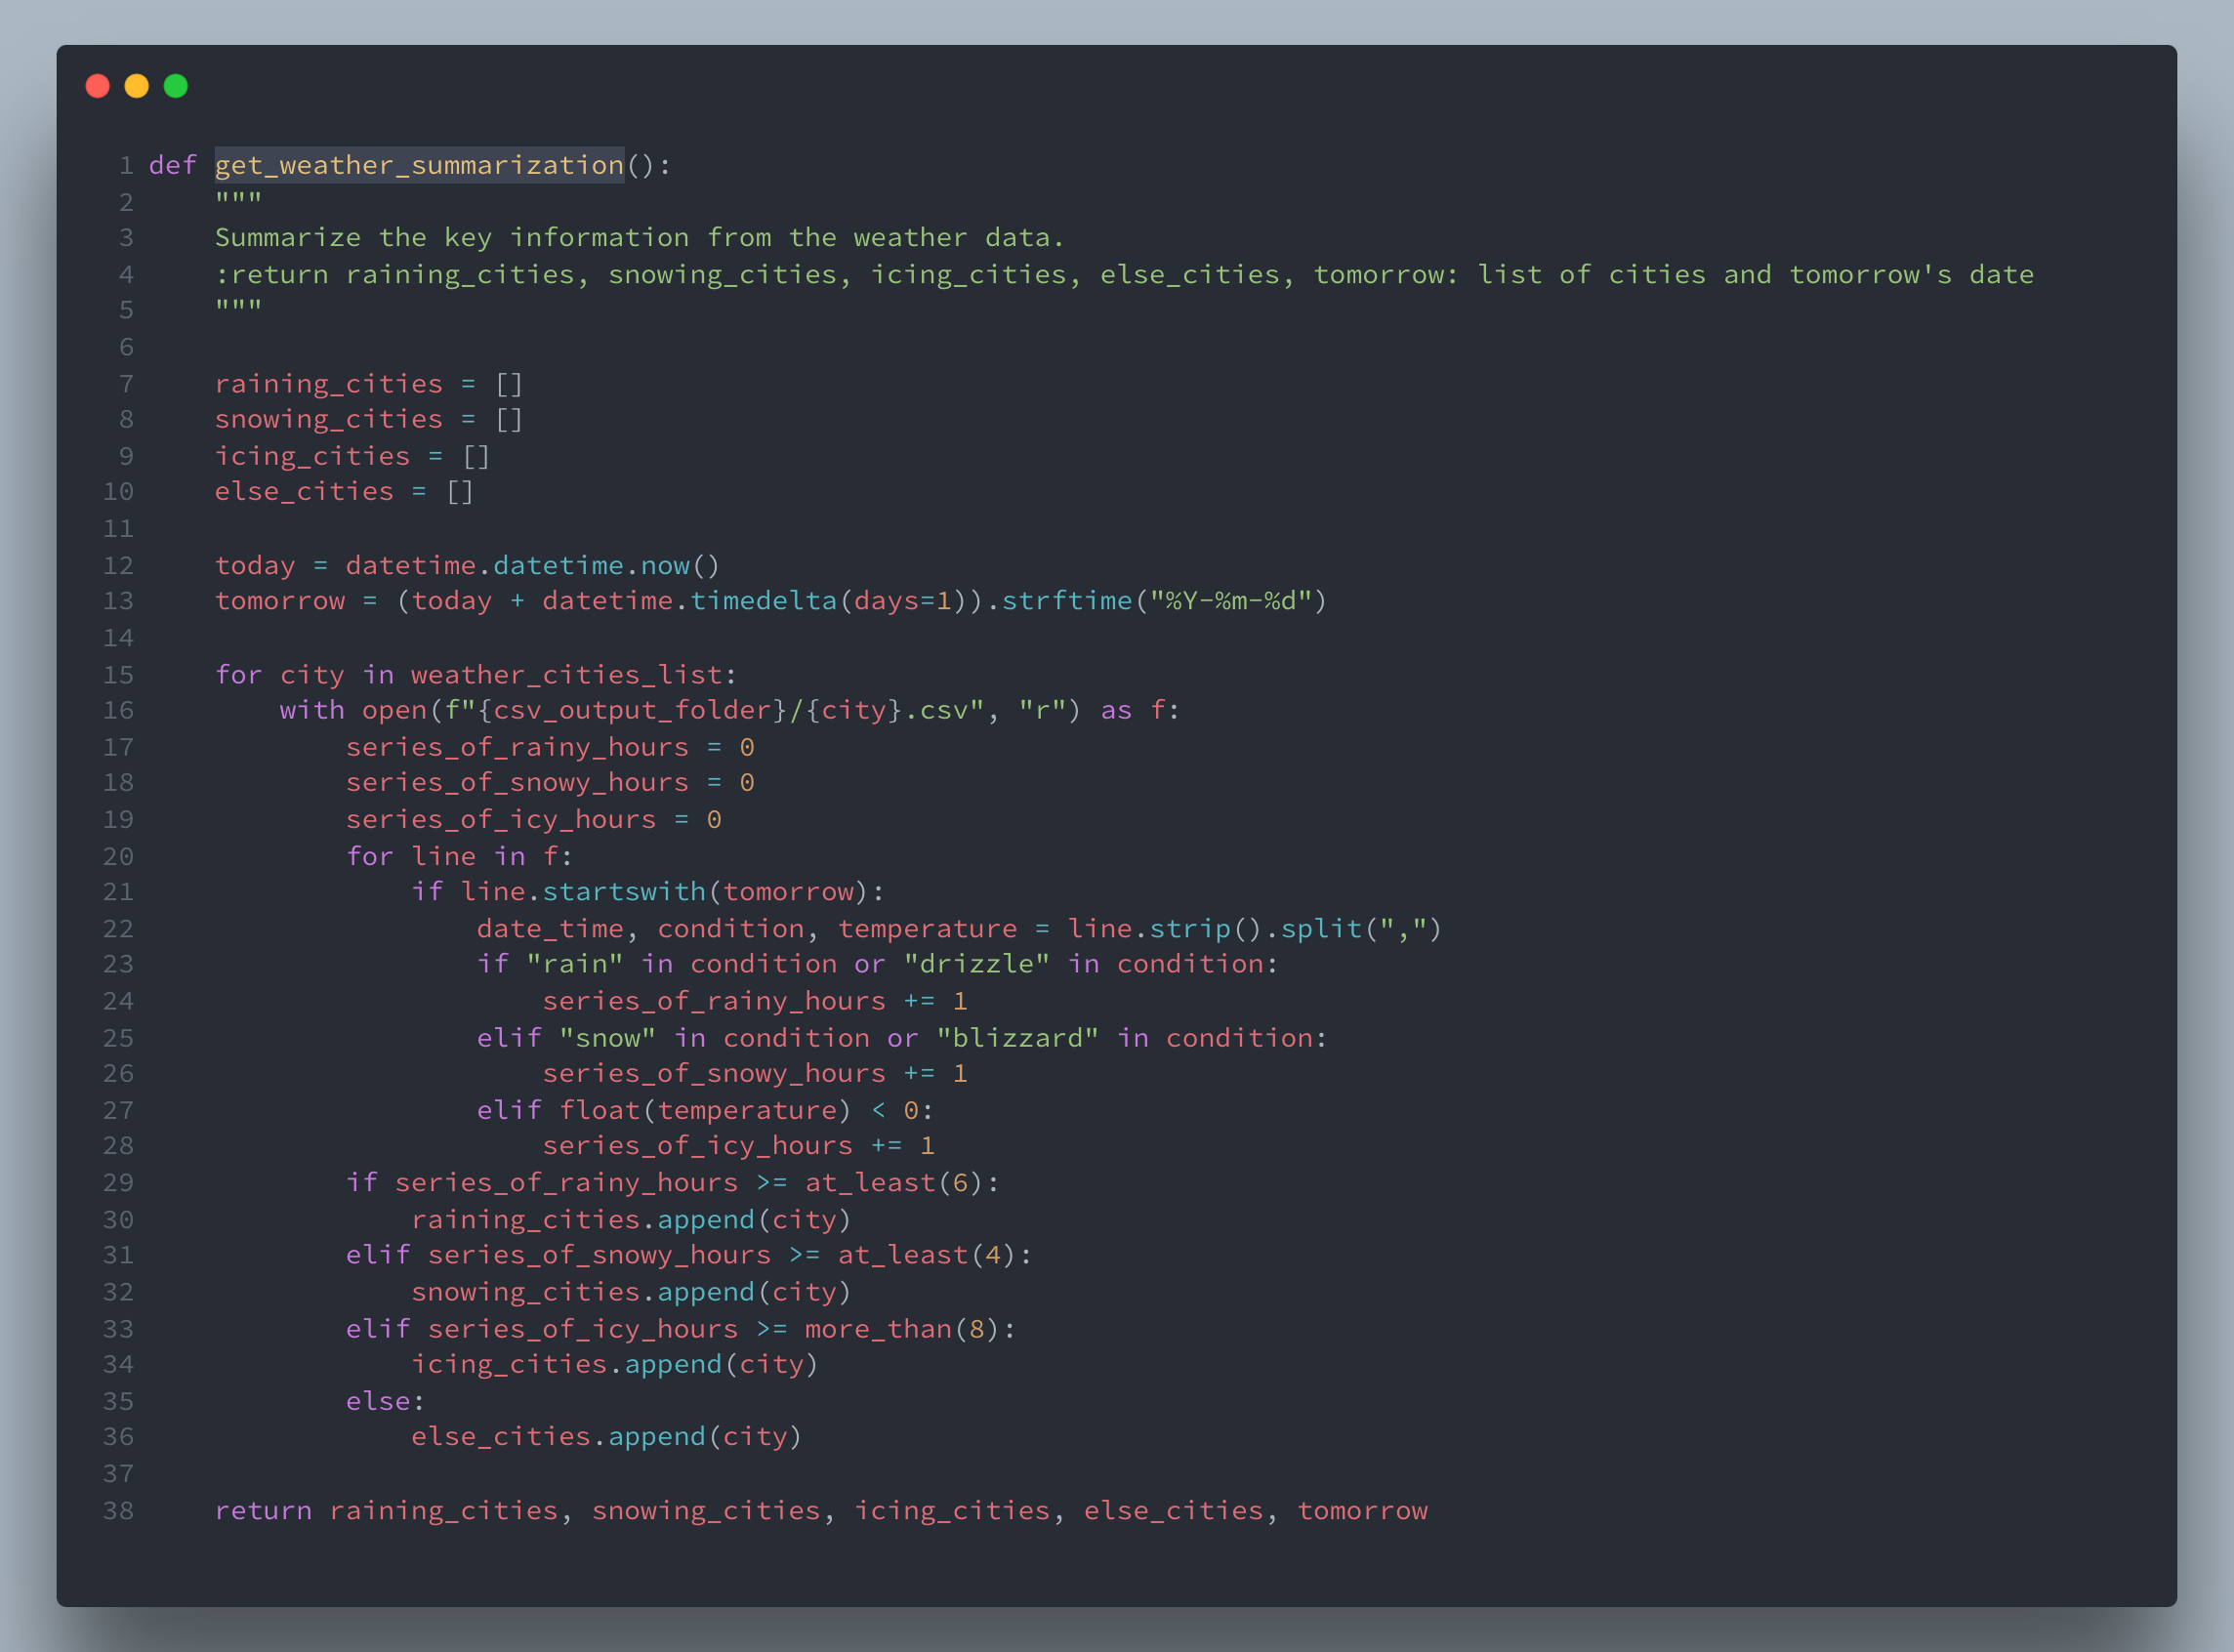 1 def get_weather_summarization():
2     """
3     Summarize the key information from the weather data.
4     :return raining_cities, snowing_cities, icing_cities, else_cities, tomorrow: list of cities and tomorrow's date
5     """
6
7     raining_cities = []
8     snowing_cities = []
9     icing_cities = []
10     else_cities = []
11
12     today = datetime.datetime.now()
13     tomorrow = (today + datetime.timedelta(days=1)).strftime("%Y-%m-%d")
14
15     for city in weather_cities_list:
16         with open(f"{csv_output_folder}/{city}.csv", "r") as f:
17             series_of_rainy_hours = 0
18             series_of_snowy_hours = 0
19             series_of_icy_hours = 0
20             for line in f:
21                 if line.startswith(tomorrow):
22                     date_time, condition, temperature = line.strip().split(",")
23                     if "rain" in condition or "drizzle" in condition:
24                         series_of_rainy_hours += 1
25                     elif "snow" in condition or "blizzard" in condition:
26                         series_of_snowy_hours += 1
27                     elif float(temperature) < 0:
28                         series_of_icy_hours += 1
29             if series_of_rainy_hours >= at_least(6):
30                 raining_cities.append(city)
31             elif series_of_snowy_hours >= at_least(4):
32                 snowing_cities.append(city)
33             elif series_of_icy_hours >= more_than(8):
34                 icing_cities.append(city)
35             else:
36                 else_cities.append(city)
37
38     return raining_cities, snowing_cities, icing_cities, else_cities, tomorrow